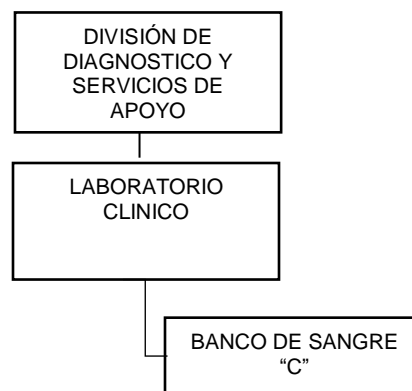 DIVISIÓN DE
DIAGNOSTICO Y
SERVICIOS DE
APOYO
LABORATORIO
CLINICO
BANCO DE SANGRE
“C”